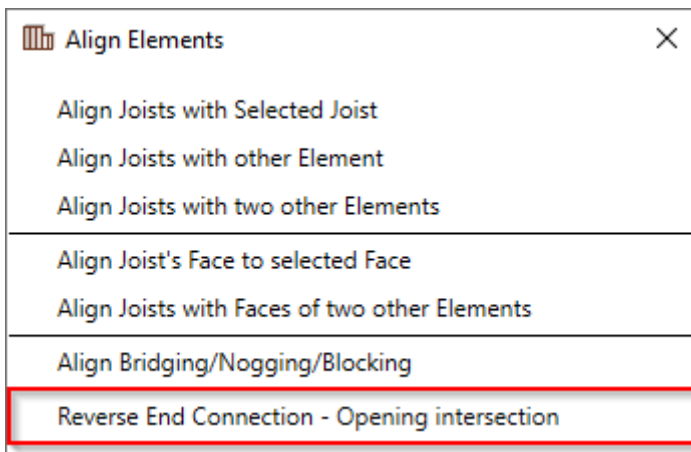 Align Elements
Align Joists with Selected Joist
Align Joists with other Element
Align Joists with two other Elements
Align Joist's Face to selected Face
Align Joists with Faces of two other Elements
Align Bridging/Nogging/Blocking
Reverse End Connection - Opening intersection